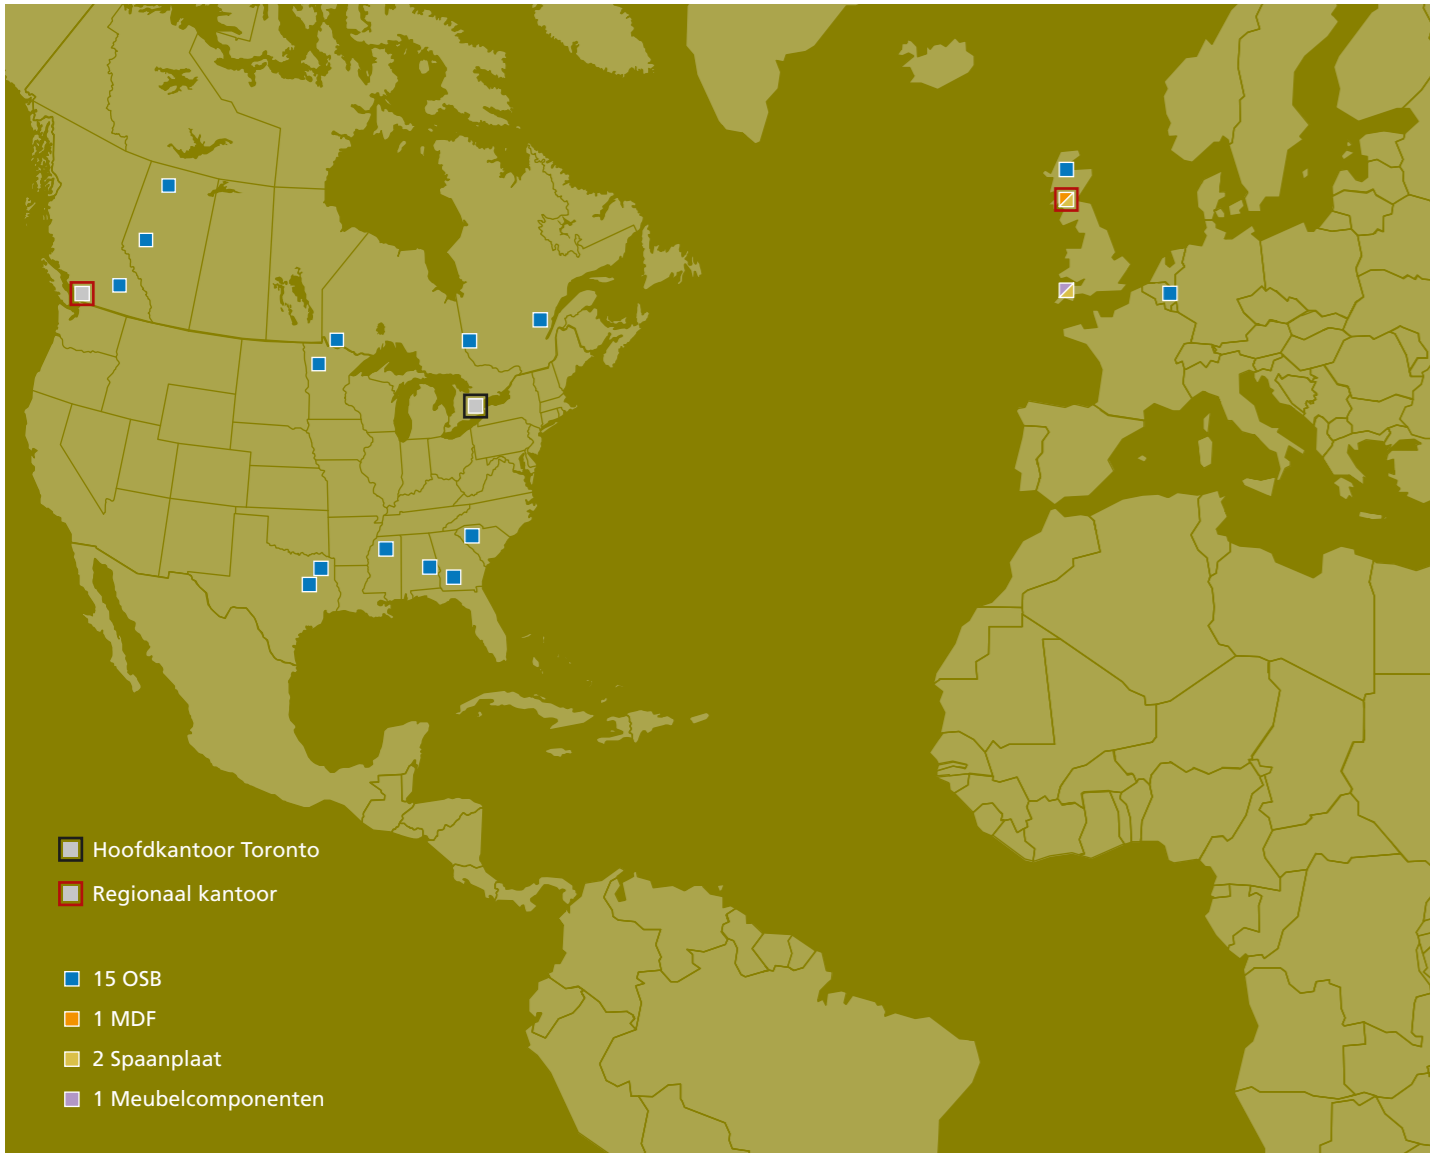 Hoofdkantoor Toronto
Regionaal kantoor
15 OSB
1 MDF
2 Spaanplaat
1 Meubelcomponenten